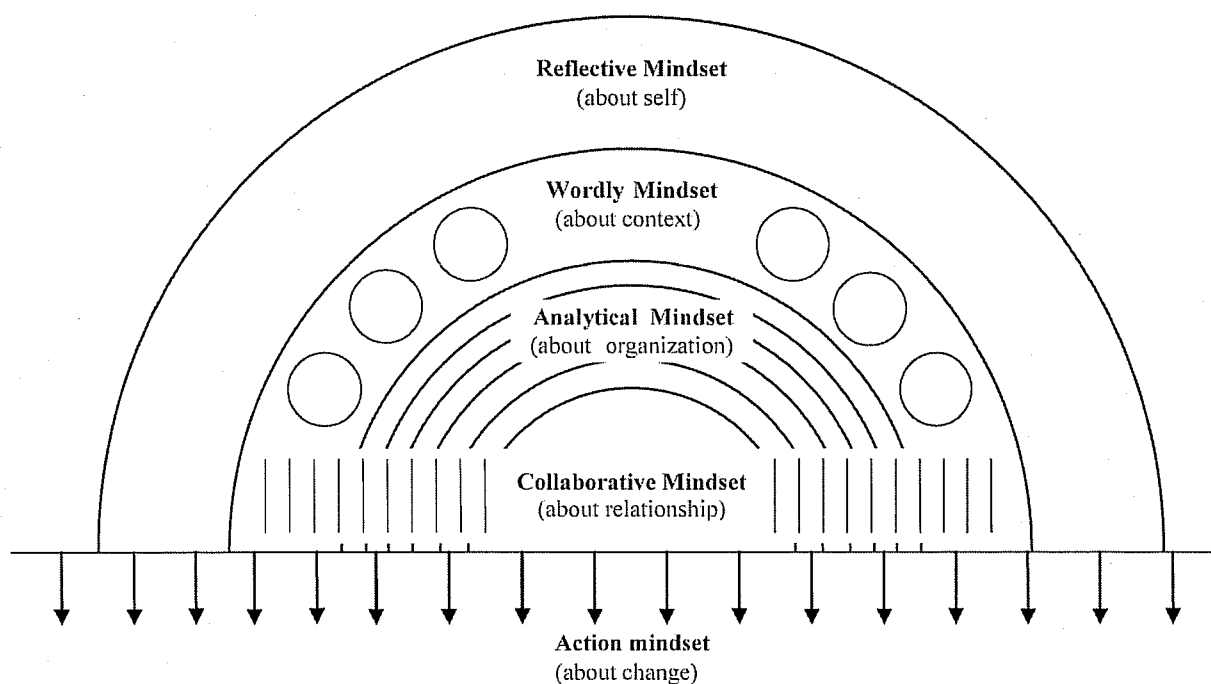 Reflective Mindset
(about self)
Wordly Mindset
(about context)
Analytical Mindset
(about organization)
Collaborative Mindset
(about relationship)
Action mindset
(about change)